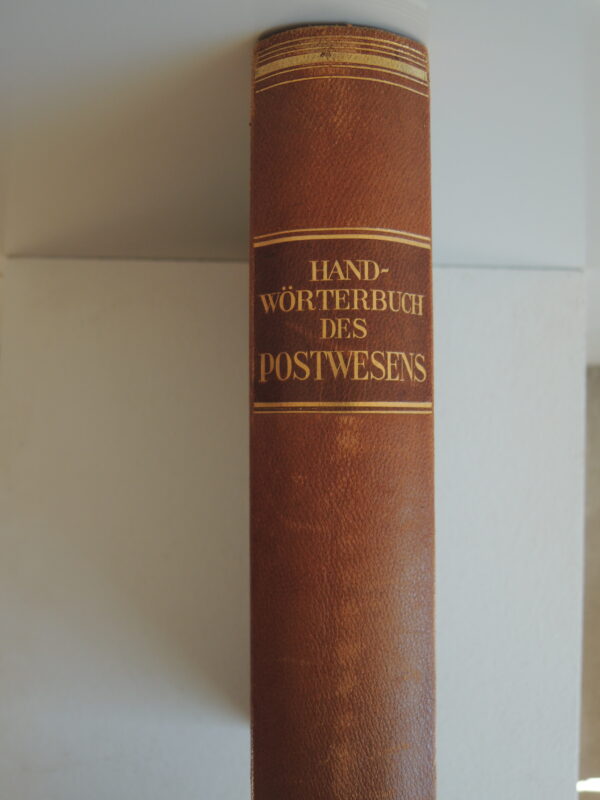 HAND-
WÖRTERBUCH
DES
POSTWESENS